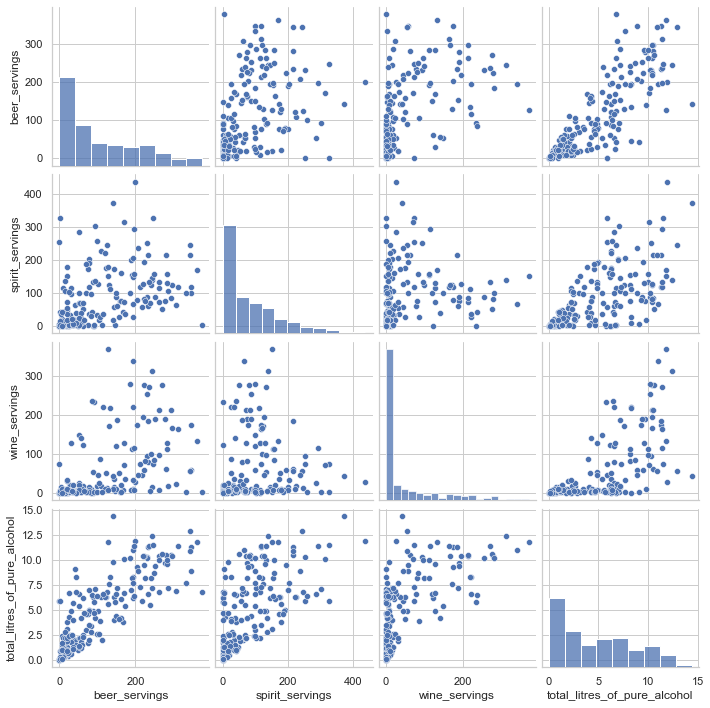 300
200
100
0
beer_servings
400
300
200
100
0
spirit_servings
300
200
100
0
wine_servings
15.0
12.5
10.0
7.5
5.0
2.5
0.0
total_litres_of_pure_alcohol
0 200
beer_servings
0 200 400
spirit_servings
0 200
wine_servings
0 5 10 15
total_litres_of_pure_alcohol